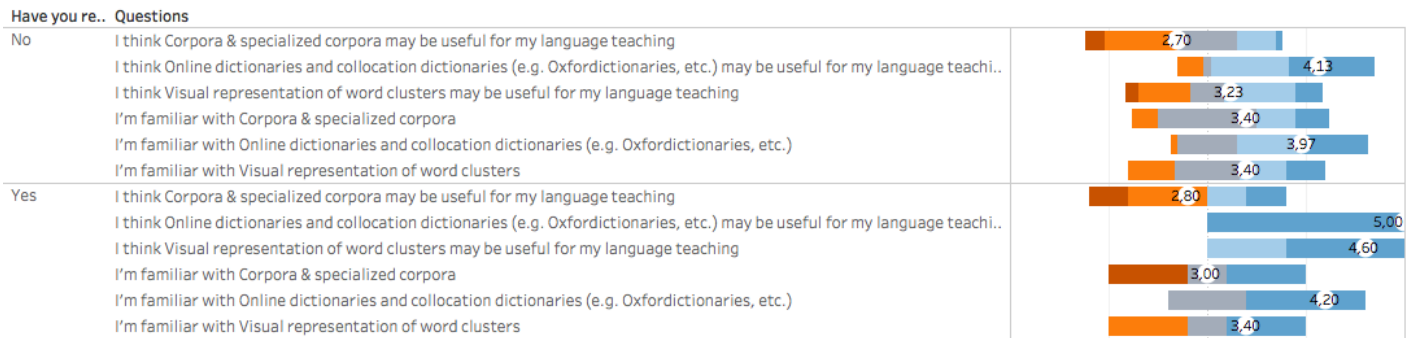 Have you re.. Questions
No I think Corpora & specialized corpora may be useful for my language teaching 2,70
I think Online dictionaries and collocation dictionaries (e.g. Oxfordictionaries, etc.) may be useful for my language teachi.. 4,13
I think Visual representation of word clusters may be useful for my language teaching 3,23
I'm familiar with Corpora & specialized corpora 3,40
I'm familiar with Online dictionaries and collocation dictionaries (e.g. Oxfordictionaries, etc.) 3,97
I'm familiar with Visual representation of word clusters 3,40
Yes I think Corpora & specialized corpora may be useful for my language teaching 2,80
I think Online dictionaries and collocation dictionaries (e.g. Oxfordictionaries, etc.) may be useful for my language teachi.. 5,00
I think Visual representation of word clusters may be useful for my language teaching 4,60
I'm familiar with Corpora & specialized corpora 3,00
I'm familiar with Online dictionaries and collocation dictionaries (e.g. Oxfordictionaries, etc.) 4,20
I'm familiar with Visual representation of word clusters 3,40